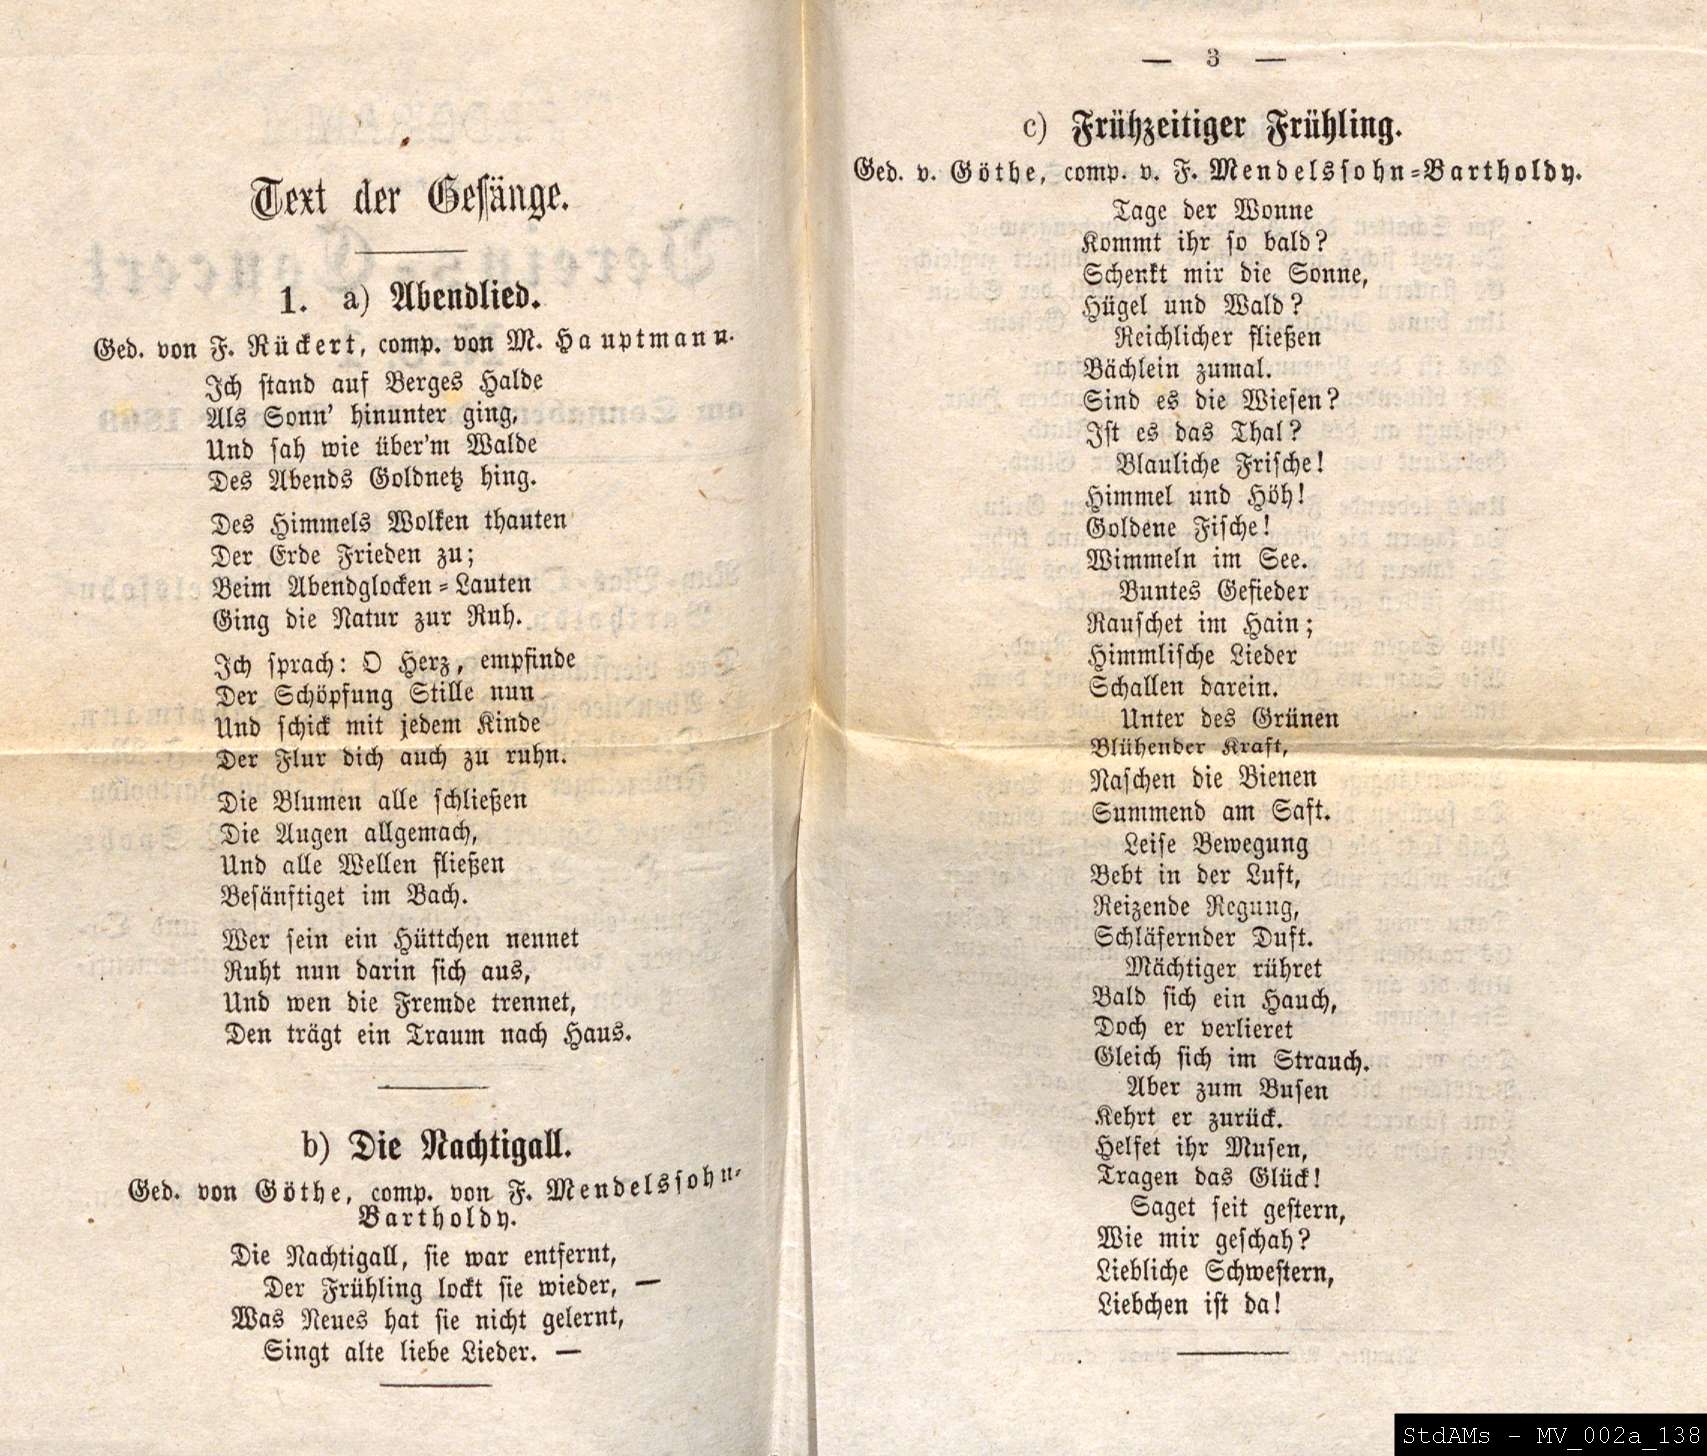 Text der Gesänge.
1. a) Abendlied.
Ged. von F. Rückert, comp. von M. Hauptmann.
Ich stand auf Berges Halde
Als Sonn' hinunter ging,
Und sah wie über'm Walde
Des Abends Goldnetz hing.
Des Himmels Wolken thauten
Der Erde Frieden zu;
Beim Abendglocken-Lauten
Ging die Natur zur Ruh.
Ich sprach: O Herz, empfinde
Der Schöpfung Stille nun
Und schick mit jedem Kinde
Der Flur dich auch zu ruhn.
Die Blumen alle schließen
Die Augen allgemach,
Und alle Wellen fließen
Besänftiget im Bach.
Wer sein ein Hüttchen nennet
Ruht nun darin sich aus,
Und wen die Fremde trennet,
Den trägt ein Traum nach Haus.
b) Die Nachtigall.
Ged. von Göthe, comp. von F. Mendelssohn-
Bartholdy.
Die Nachtigall, sie war entfernt,
Der Frühling lockt sie wieder, —
Was Neues hat sie nicht gelernt,
Singt alte liebe Lieder. —
— 3 —
c) Frühzeitiger Frühling.
Ged. v. Göthe, comp. v. F. Mendelssohn-Bartholdy.
Tage der Wonne
Kommt ihr so bald?
Schenkt mir die Sonne,
Hügel und Wald?
Reichlicher fließen
Bächlein zumal.
Sind es die Wiesen?
Ist es das Thal?
Blauliche Frische!
Himmel und Höh!
Goldene Fische!
Wimmeln im See.
Buntes Gefieder
Rauschet im Hain;
Himmlische Lieder
Schallen darein.
Unter des Grünen
Blühender Kraft,
Naschen die Bienen
Summend am Saft.
Leise Bewegung
Bebt in der Luft,
Reizende Regung,
Schläfernder Duft.
Mächtiger rühret
Bald sich ein Hauch,
Doch er verlieret
Gleich sich im Strauch.
Aber zum Busen
Kehrt er zurück.
Helfet ihr Musen,
Tragen das Glück!
Saget seit gestern,
Wie mir geschah?
Liebliche Schwestern,
Liebchen ist da!
StdAMs - MV_002a_138